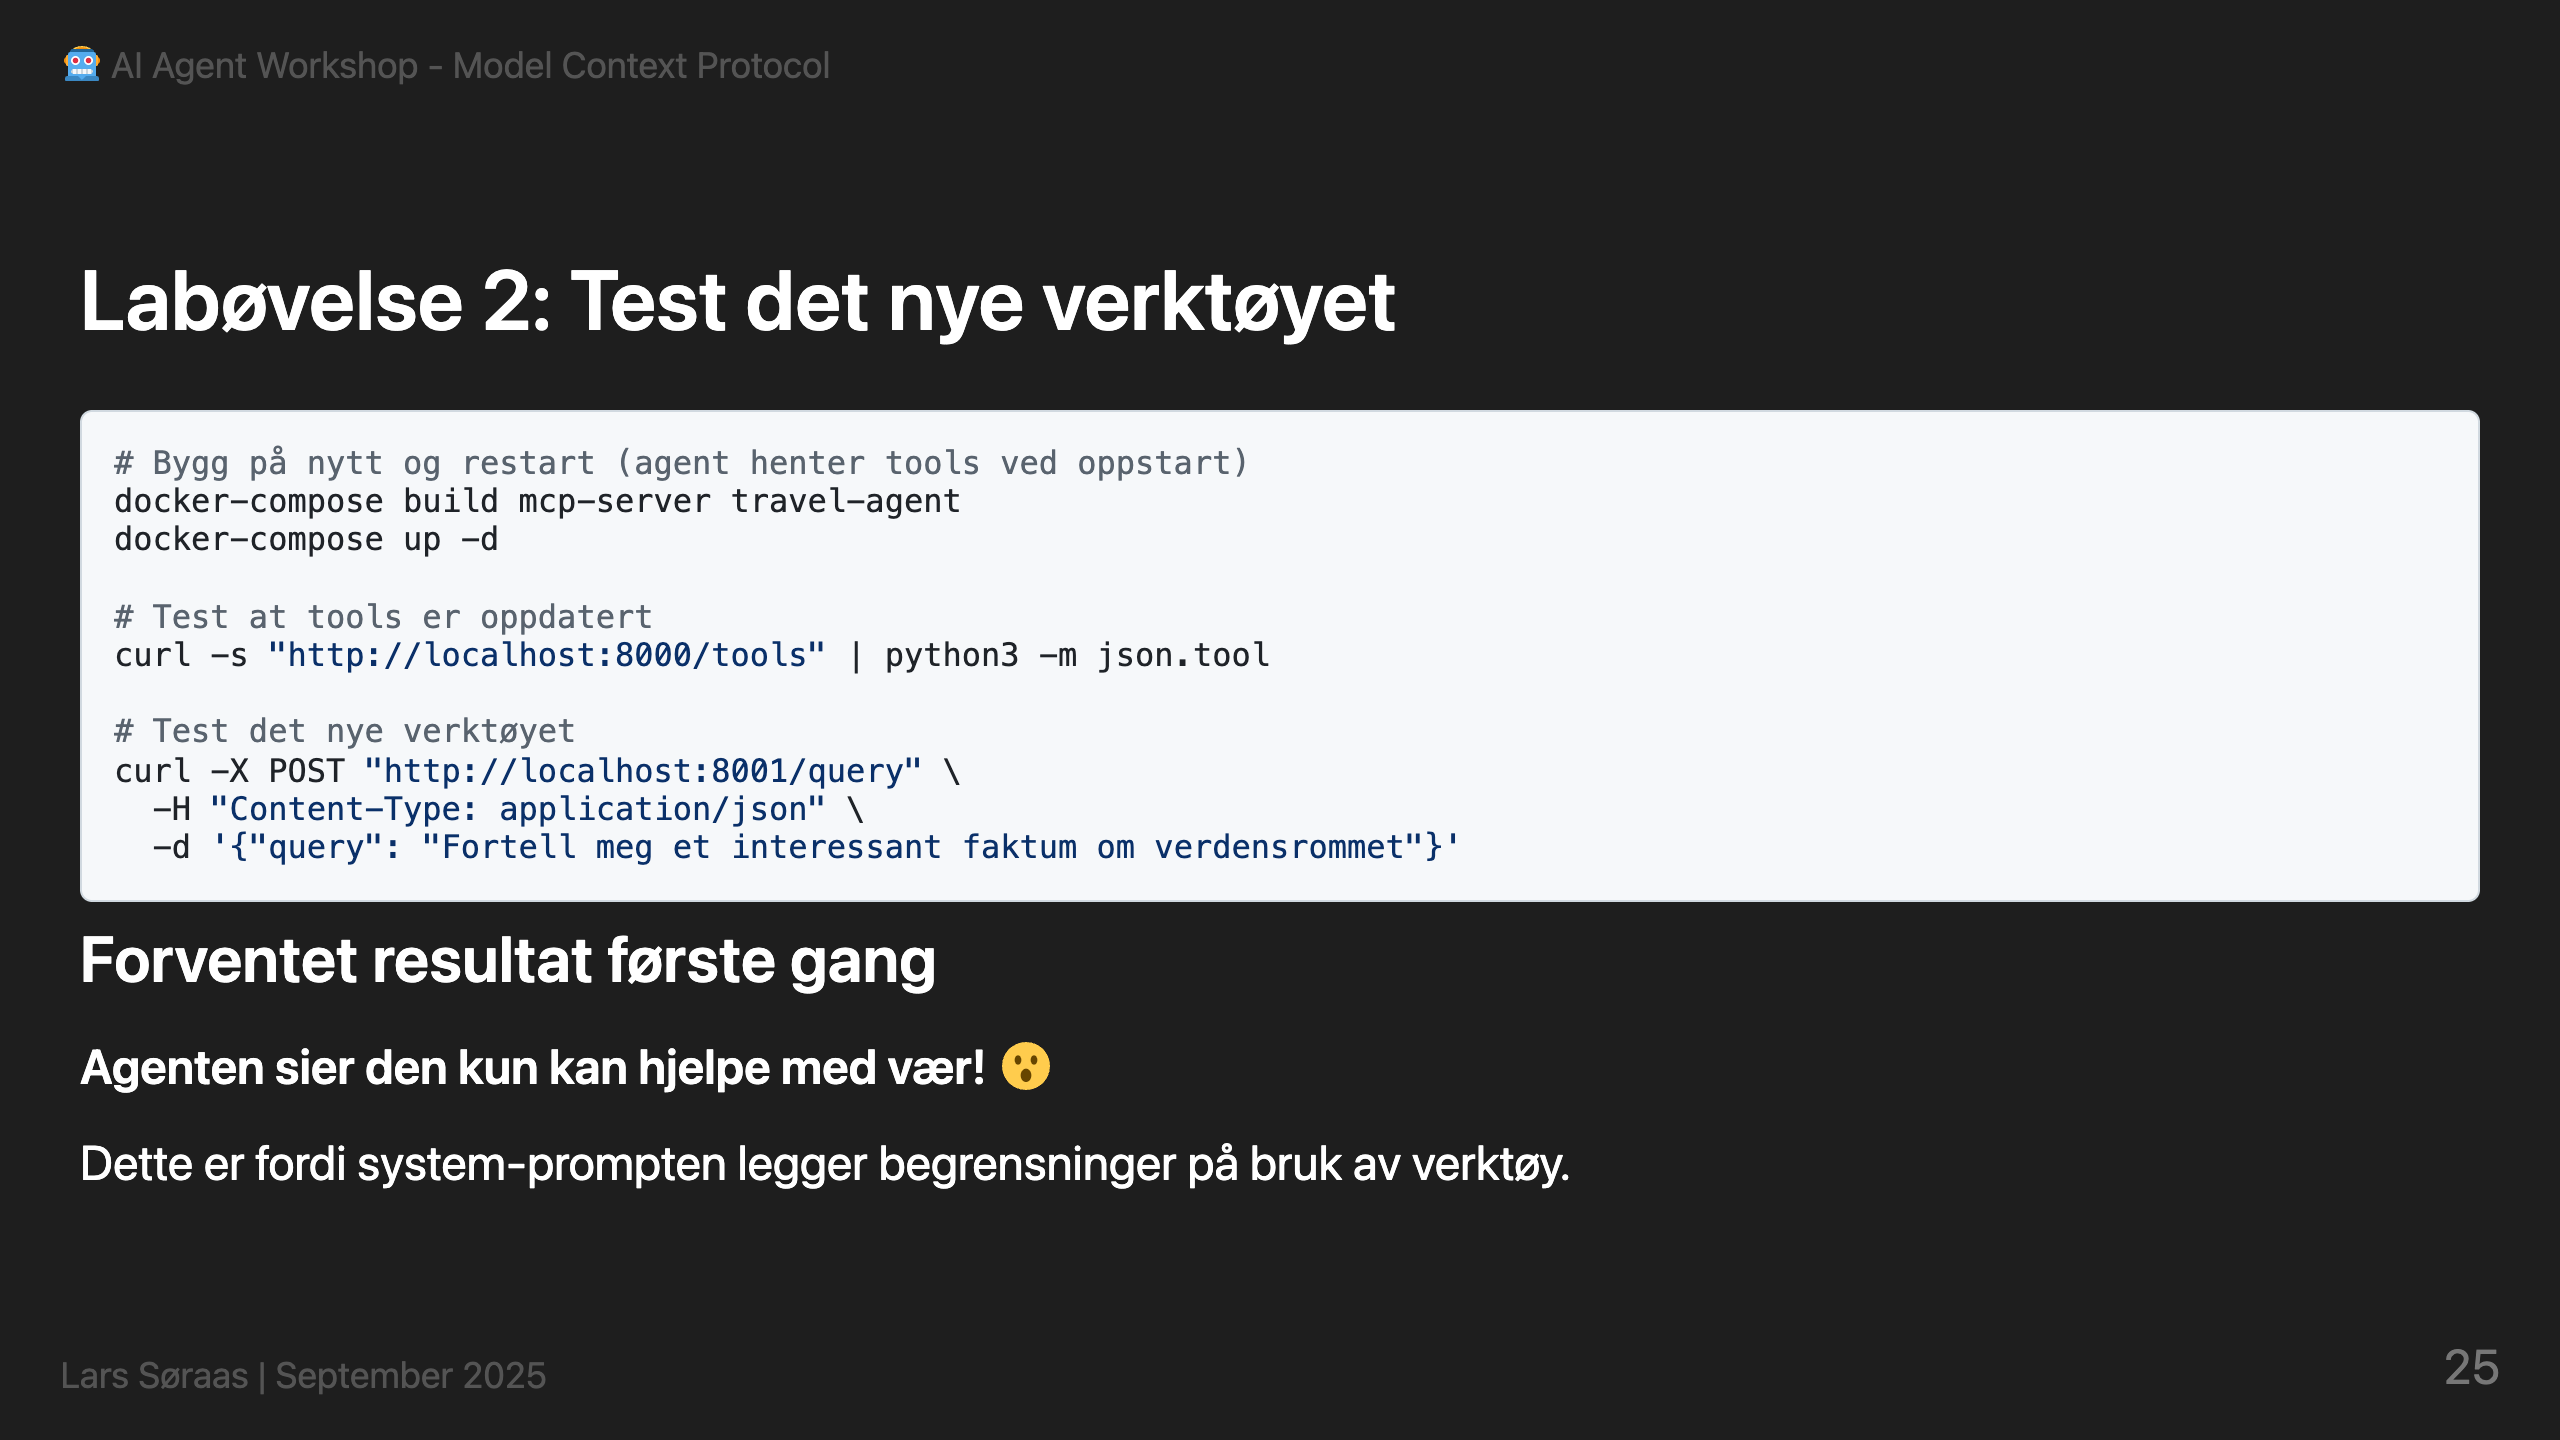 🤖 AI Agent Workshop - Model Context Protocol
Labøvelse 2: Test det nye verktøyet
# Bygg på nytt og restart (agent henter tools ved oppstart)
docker-compose build mcp-server travel-agent
docker-compose up -d
# Test at tools er oppdatert
curl -s "http://localhost:8000/tools" | python3 -m json.tool
# Test det nye verktøyet
curl -X POST "http://localhost:8001/query" \
  -H "Content-Type: application/json" \
  -d '{"query": "Fortell meg et interessant faktum om verdensrommet"}'
Forventet resultat første gang
Agenten sier den kun kan hjelpe med vær! 😮
Dette er fordi system-prompten legger begrensninger på bruk av verktøy.
Lars Søraas | September 2025
25